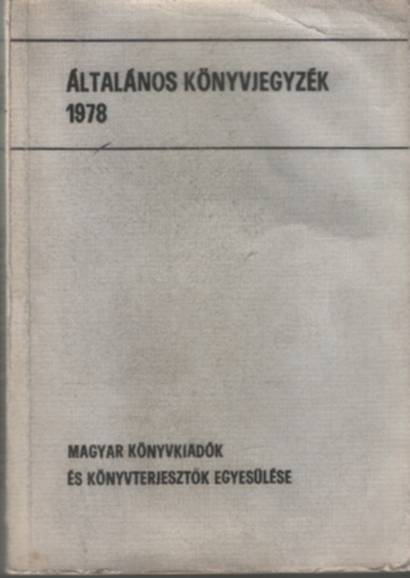 ÁLTALÁNOS KÖNYVJEGYZÉK
1978
MAGYAR KÖNYVKIADÓK
ÉS KÖNYVTERJESZTŐK EGYESÜLÉSE